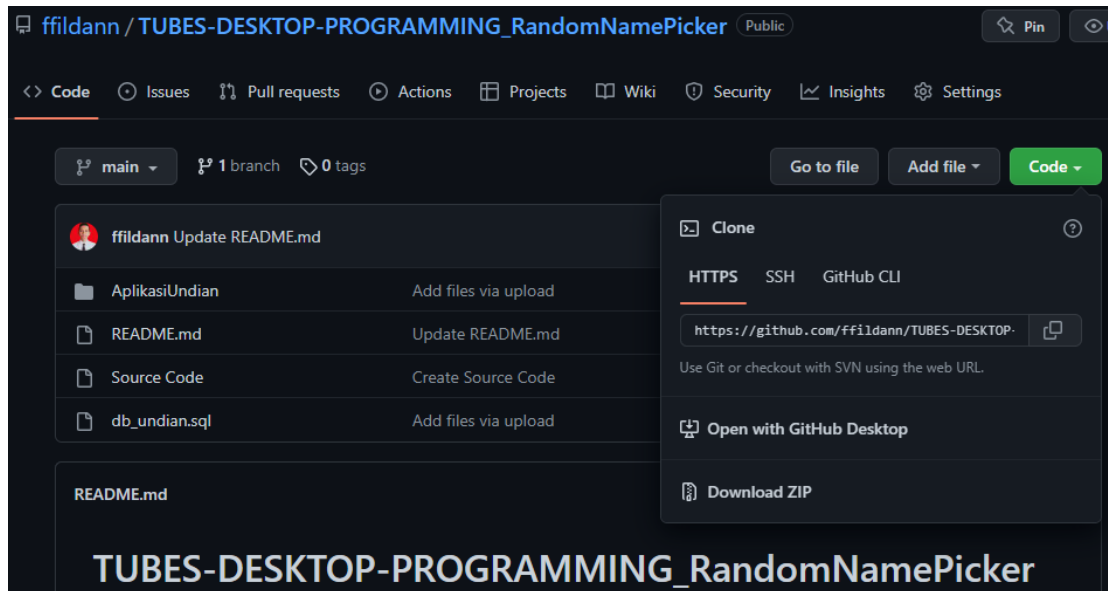 ffildann / TUBES-DESKTOP-PROGRAMMING_RandomNamePicker Public Pin
Code Issues Pull requests Actions Projects Wiki Security Insights Settings
main 1 branch 0 tags Go to file Add file Code
ffildann Update README.md
AplikasiUndian Add files via upload
README.md Update README.md
Source Code Create Source Code
db_undian.sql Add files via upload
Clone
HTTPS SSH GitHub CLI
https://github.com/ffildann/TUBES-DESKTOP-
Use Git or checkout with SVN using the web URL.
Open with GitHub Desktop
Download ZIP
README.md
TUBES-DESKTOP-PROGRAMMING_RandomNamePicker